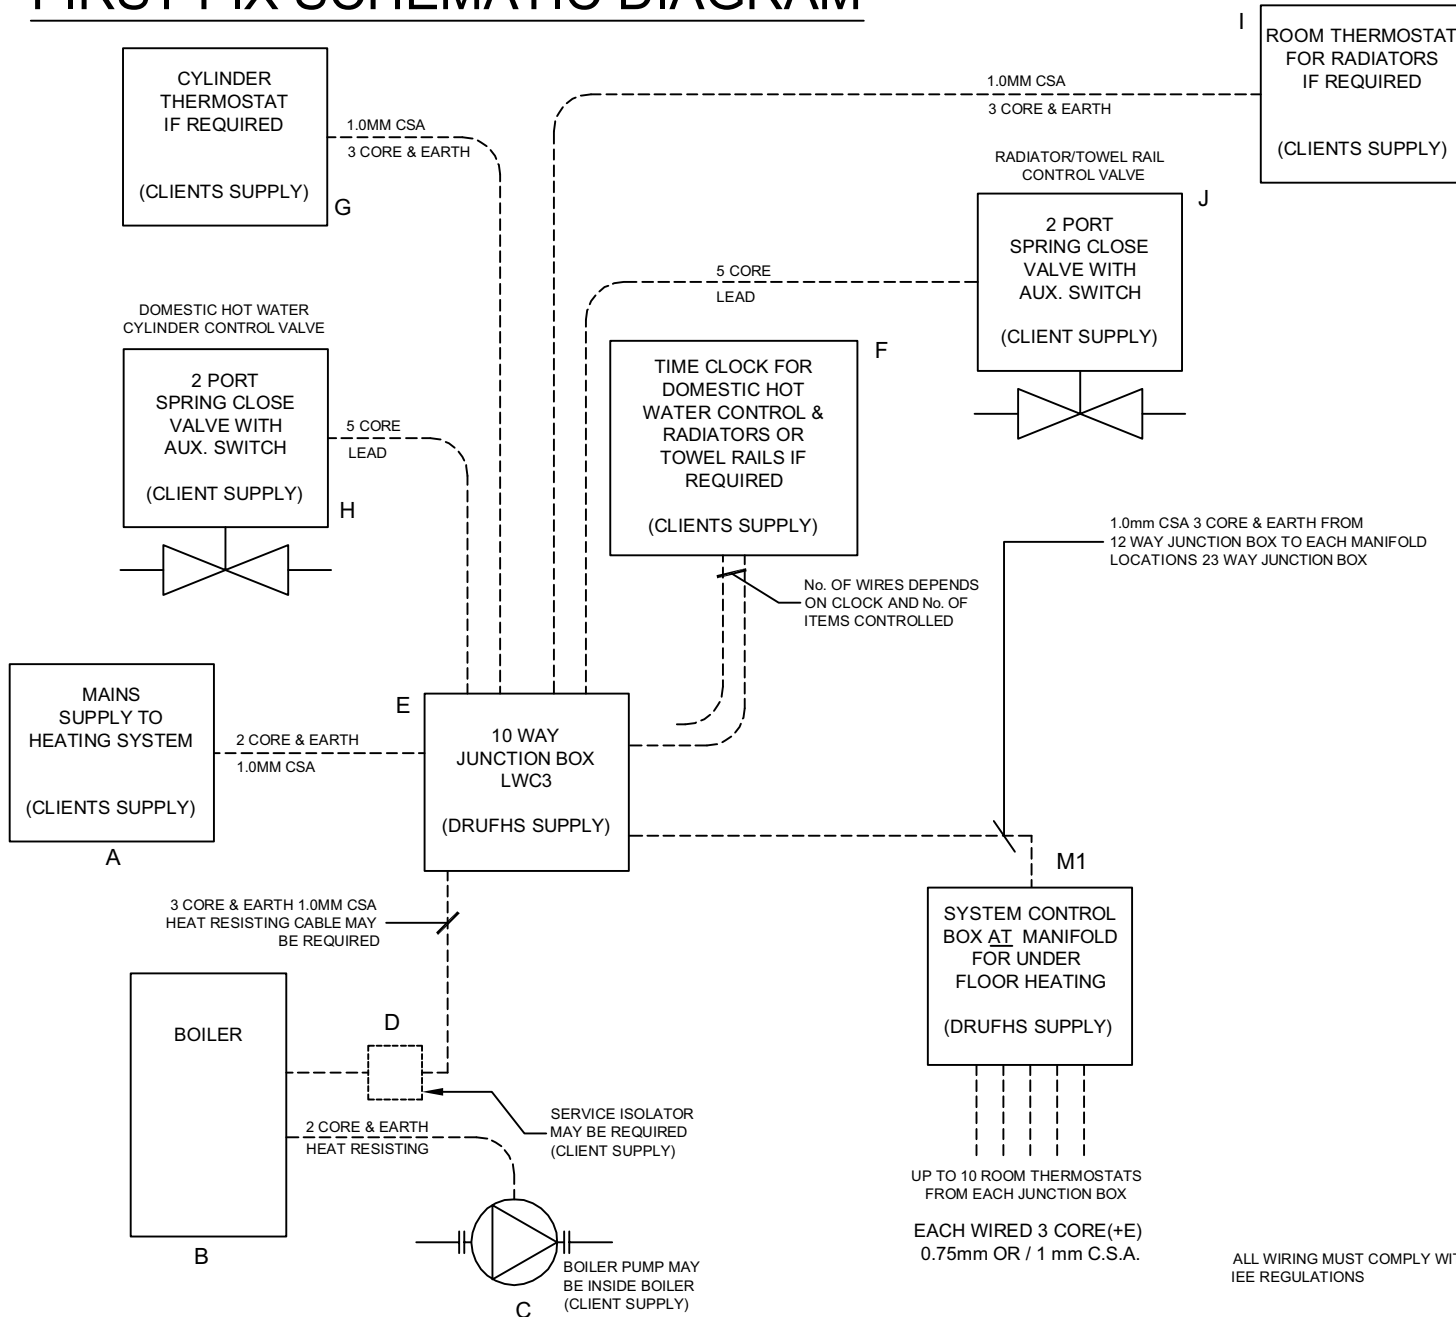 FIRST FIX SCHEMATIC DIAGRAM
I
ROOM THERMOSTAT
FOR RADIATORS
IF REQUIRED
(CLIENTS SUPPLY)
CYLINDER
THERMOSTAT
IF REQUIRED
(CLIENTS SUPPLY)
G
1.0MM CSA
3 CORE & EARTH
1.0MM CSA
3 CORE & EARTH
RADIATOR/TOWEL RAIL
CONTROL VALVE
J
2 PORT
SPRING CLOSE
VALVE WITH
AUX. SWITCH
(CLIENT SUPPLY)
5 CORE
LEAD
DOMESTIC HOT WATER
CYLINDER CONTROL VALVE
2 PORT
SPRING CLOSE
VALVE WITH
AUX. SWITCH
(CLIENT SUPPLY)
H
5 CORE
LEAD
F
TIME CLOCK FOR
DOMESTIC HOT
WATER CONTROL &
RADIATORS OR
TOWEL RAILS IF
REQUIRED
(CLIENTS SUPPLY)
No. OF WIRES DEPENDS
ON CLOCK AND No. OF
ITEMS CONTROLLED
1.0mm CSA 3 CORE & EARTH FROM
12 WAY JUNCTION BOX TO EACH MANIFOLD
LOCATIONS 23 WAY JUNCTION BOX
MAINS
SUPPLY TO
HEATING SYSTEM
(CLIENTS SUPPLY)
A
2 CORE & EARTH
1.0MM CSA
E
10 WAY
JUNCTION BOX
LWC3
(DRUFHS SUPPLY)
M1
SYSTEM CONTROL
BOX AT MANIFOLD
FOR UNDER
FLOOR HEATING
(DRUFHS SUPPLY)
3 CORE & EARTH 1.0MM CSA
HEAT RESISTING CABLE MAY
BE REQUIRED
BOILER
B
D
SERVICE ISOLATOR
MAY BE REQUIRED
(CLIENT SUPPLY)
2 CORE & EARTH
HEAT RESISTING
BOILER PUMP MAY
BE INSIDE BOILER
(CLIENT SUPPLY)
C
UP TO 10 ROOM THERMOSTATS
FROM EACH JUNCTION BOX
EACH WIRED 3 CORE(+E)
0.75mm OR / 1 mm C.S.A.
ALL WIRING MUST COMPLY WIT
IEE REGULATIONS